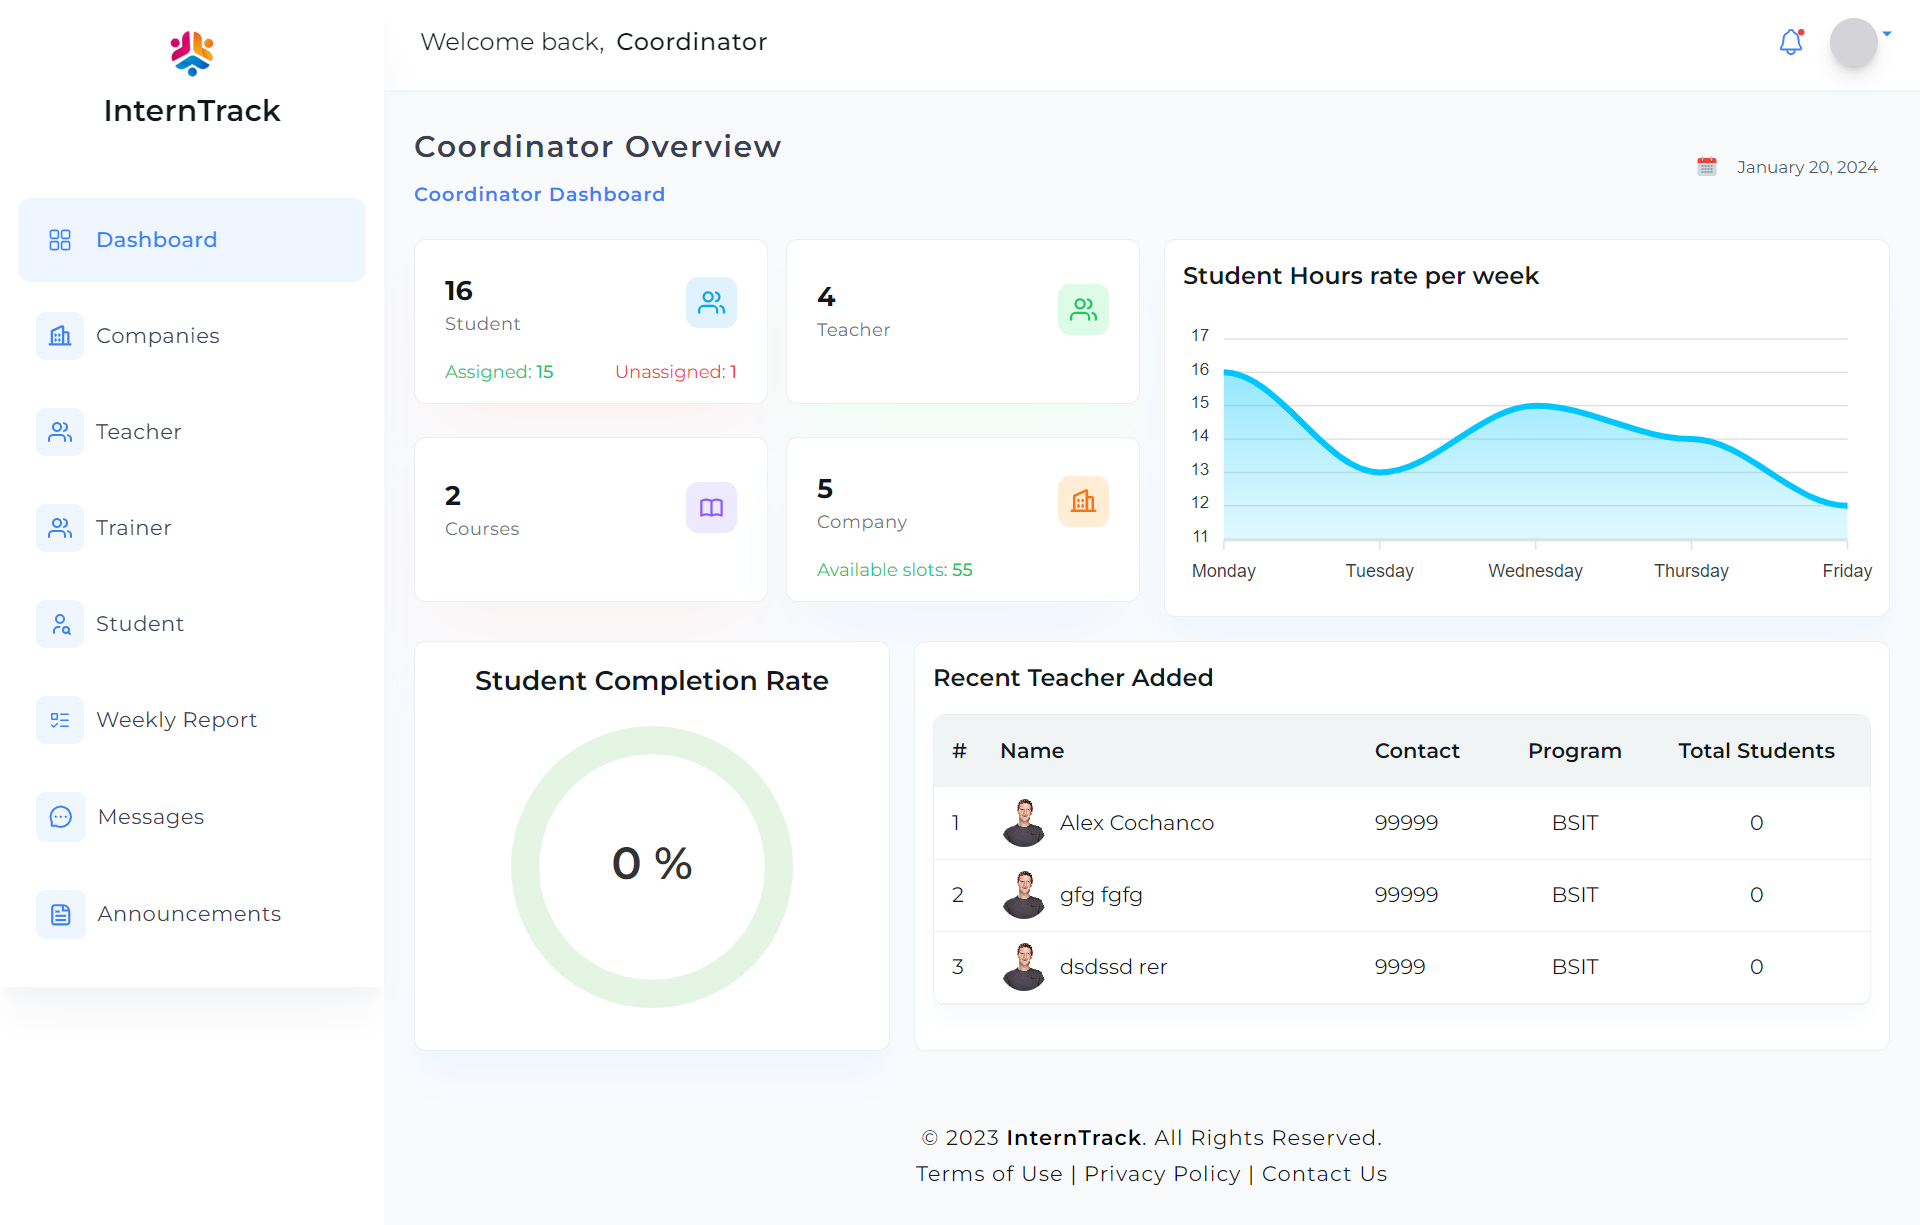 InternTrack
Dashboard
Companies
Teacher
Trainer
Student
Weekly Report
Messages
Announcements
Welcome back, Coordinator
Coordinator Overview
Coordinator Dashboard
January 20, 2024
16
Student
Assigned: 15 Unassigned: 1
4
Teacher
2
Courses
5
Company
Available slots: 55
Student Hours rate per week
17
16
15
14
13
12
11
Monday Tuesday Wednesday Thursday Friday
Student Completion Rate
0 %
Recent Teacher Added
# Name Contact Program Total Students
1 Alex Cochanco 99999 BSIT 0
2 gfg fgfg 99999 BSIT 0
3 dsdssd rer 9999 BSIT 0
© 2023 InternTrack. All Rights Reserved.
Terms of Use | Privacy Policy | Contact Us